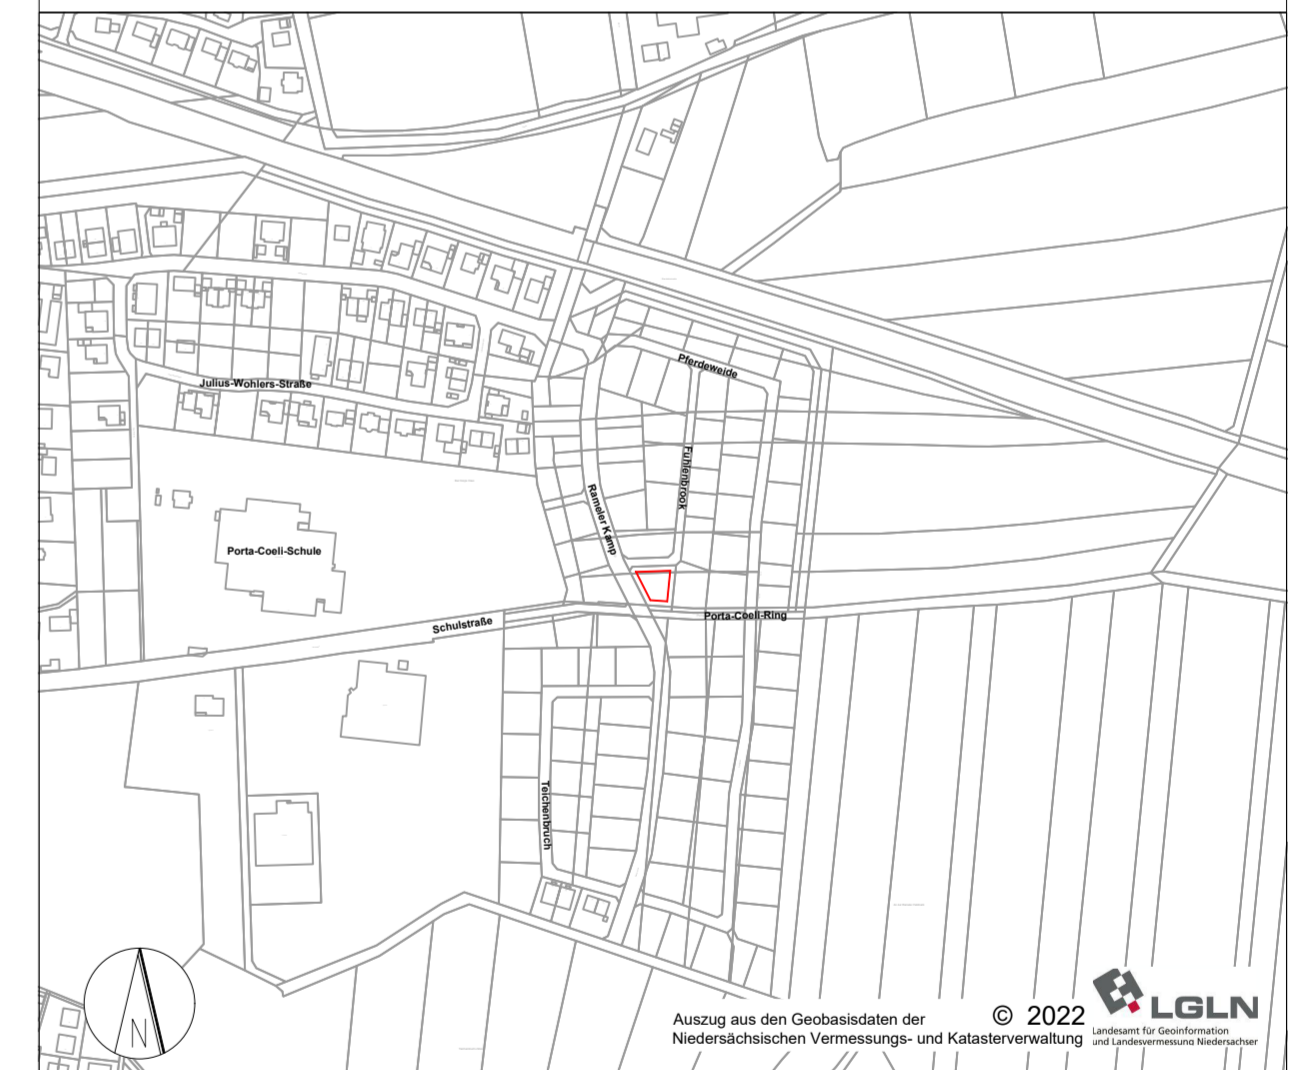 Pferdeweide
Julius-Wohlers-Straße
Fuhlenbrook
Rameler Kamp
Porta-Coeli-Schule
Schulstraße
Porta-Coeli-Ring
Teichenbruch
N
Auszug aus den Geobasisdaten der
Niedersächsischen Vermessungs- und Katasterverwaltung
© 2022
LGLN
Landesamt für Geoinformation
und Landesvermessung Niedersachsen